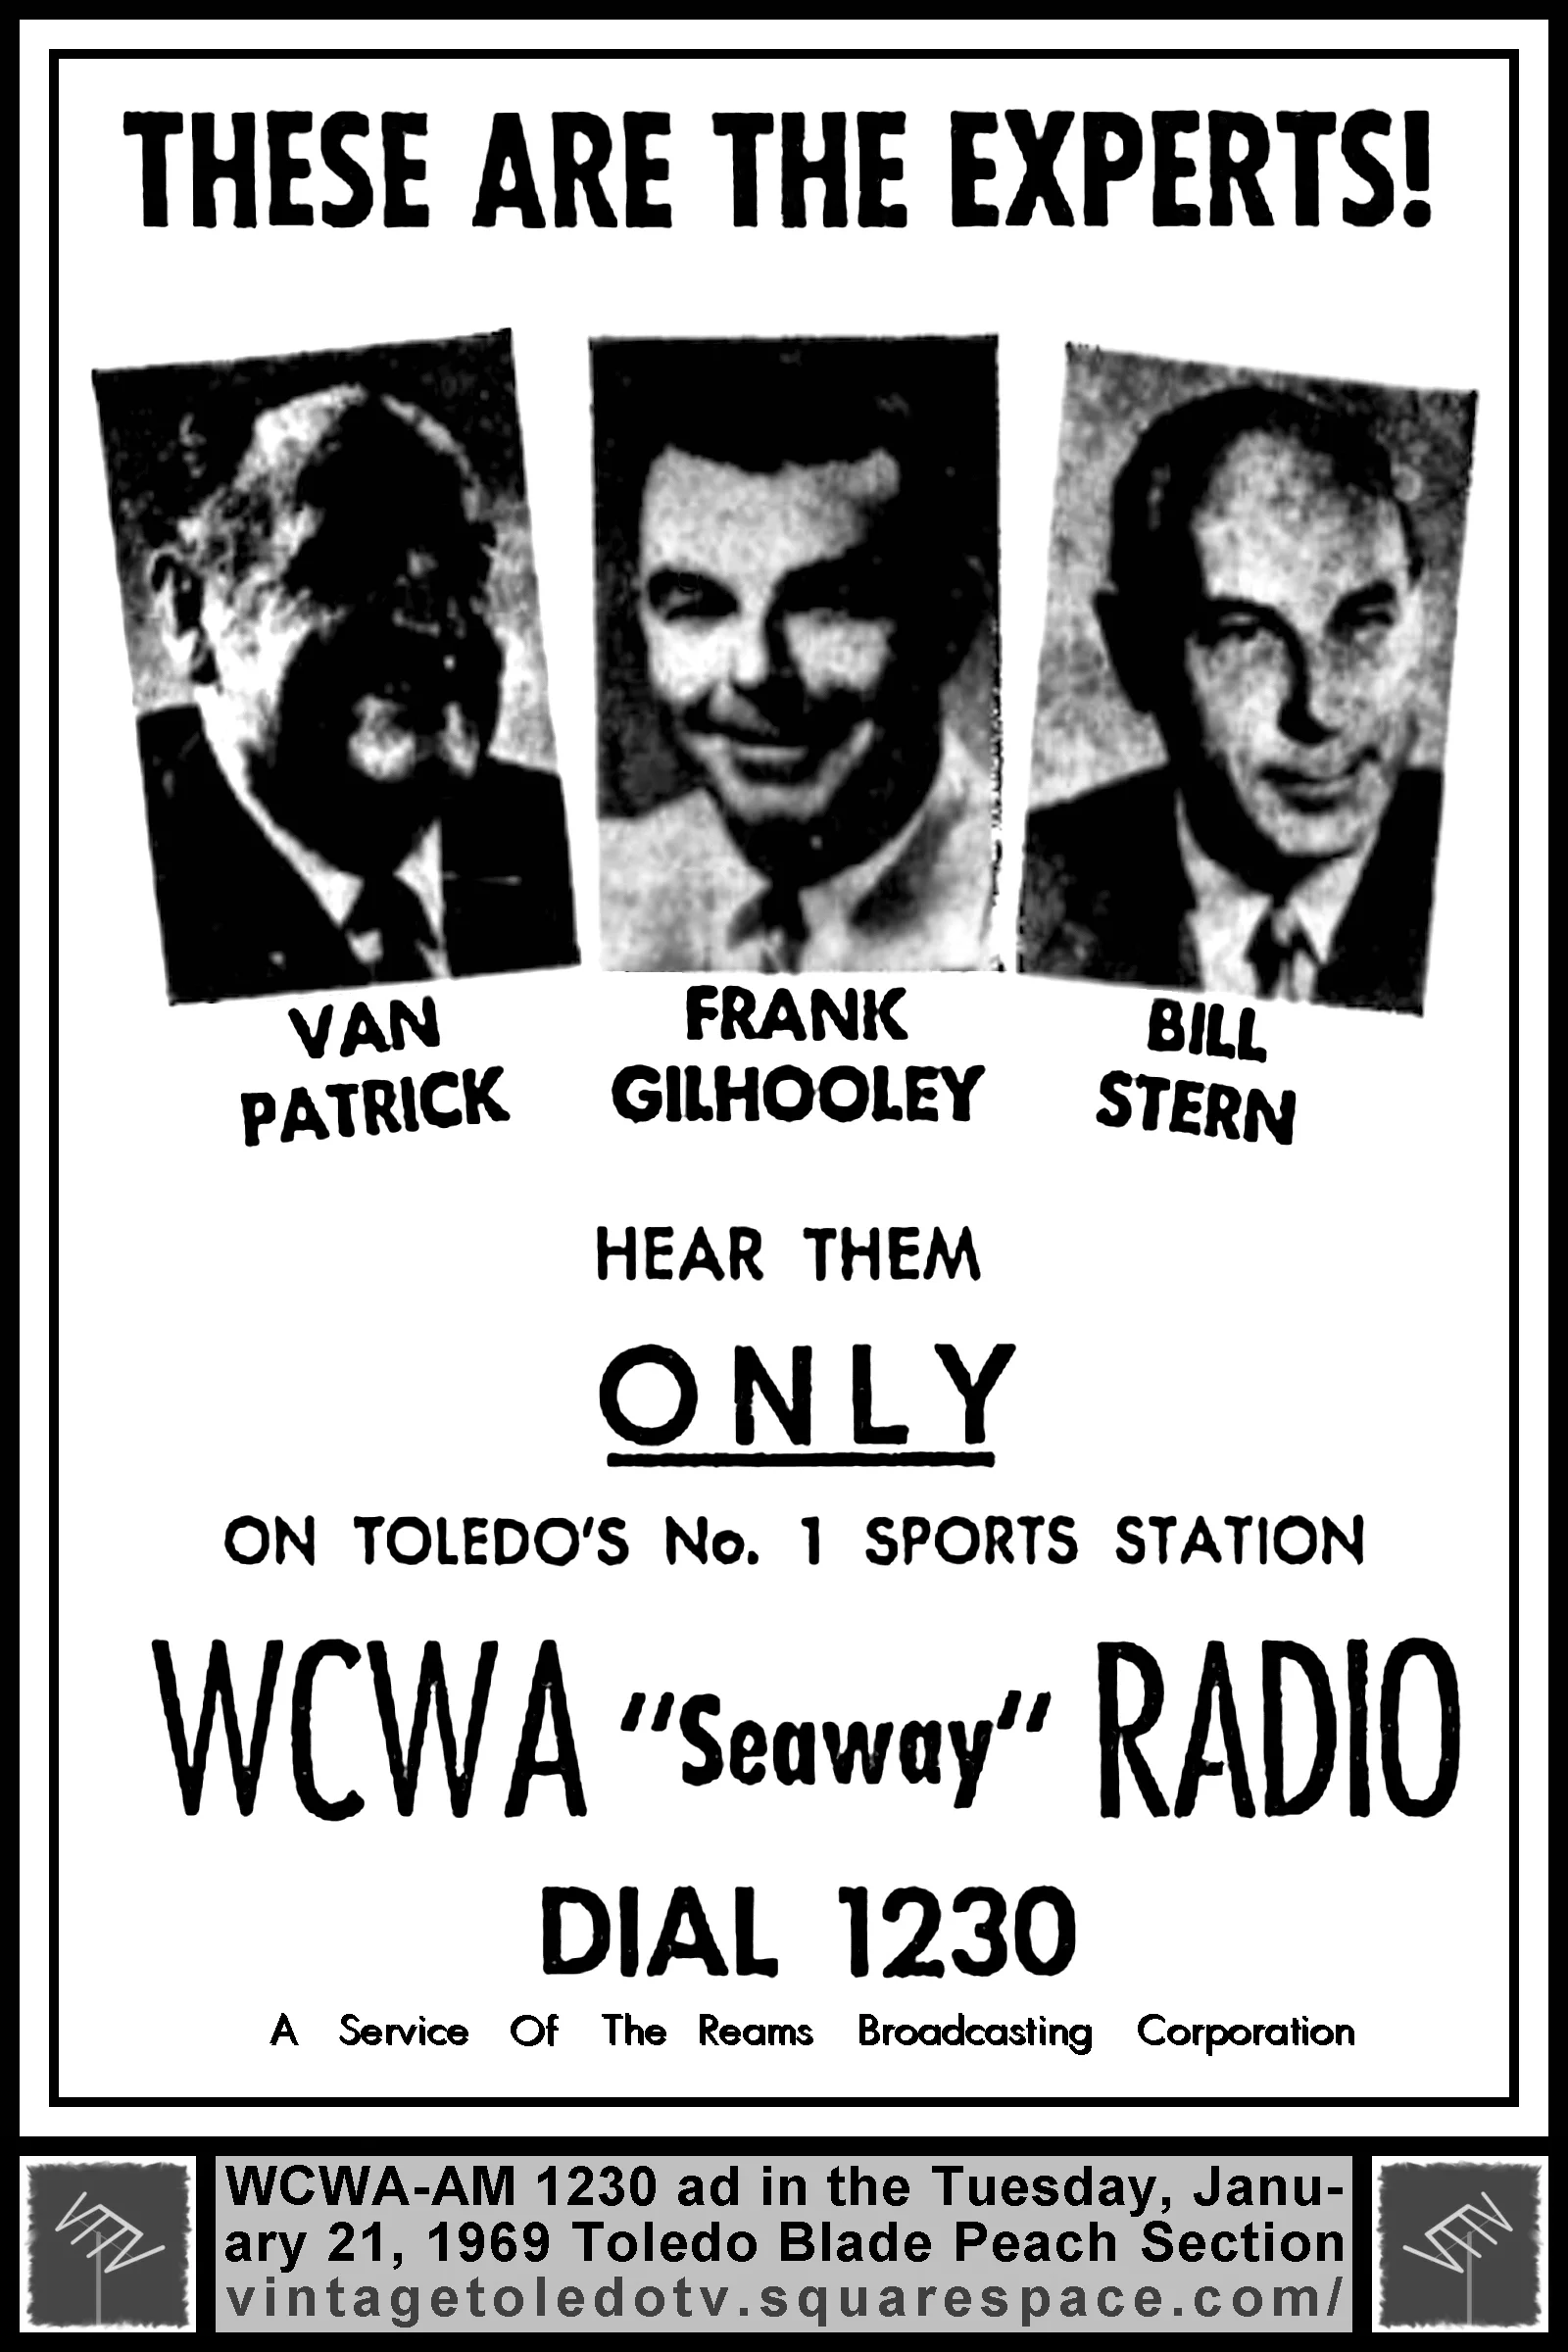 THESE ARE THE EXPERTS!
VAN
PATRICK
FRANK
GILHOOLEY
BILL
STERN
HEAR THEM
ONLY
ON TOLEDO'S No. 1 SPORTS STATION
WCWA "Seaway" RADIO
DIAL 1230
A Service Of The Reams Broadcasting Corporation
WCWA-AM 1230 ad in the Tuesday, Janu-
ary 21, 1969 Toledo Blade Peach Section
vintagetoledotv.squarespace.com/